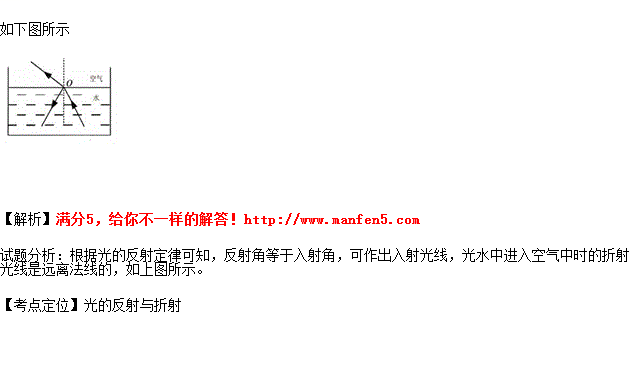 如下图所示
空气
O
水
【解析】满分5，给你不一样的解答！http://www.manfen5.com
试题分析：根据光的反射定律可知，反射角等于入射角，可作出入射光线，光水中进入空气中时的折射
光线是远离法线的，如上图所示。
【考点定位】光的反射与折射